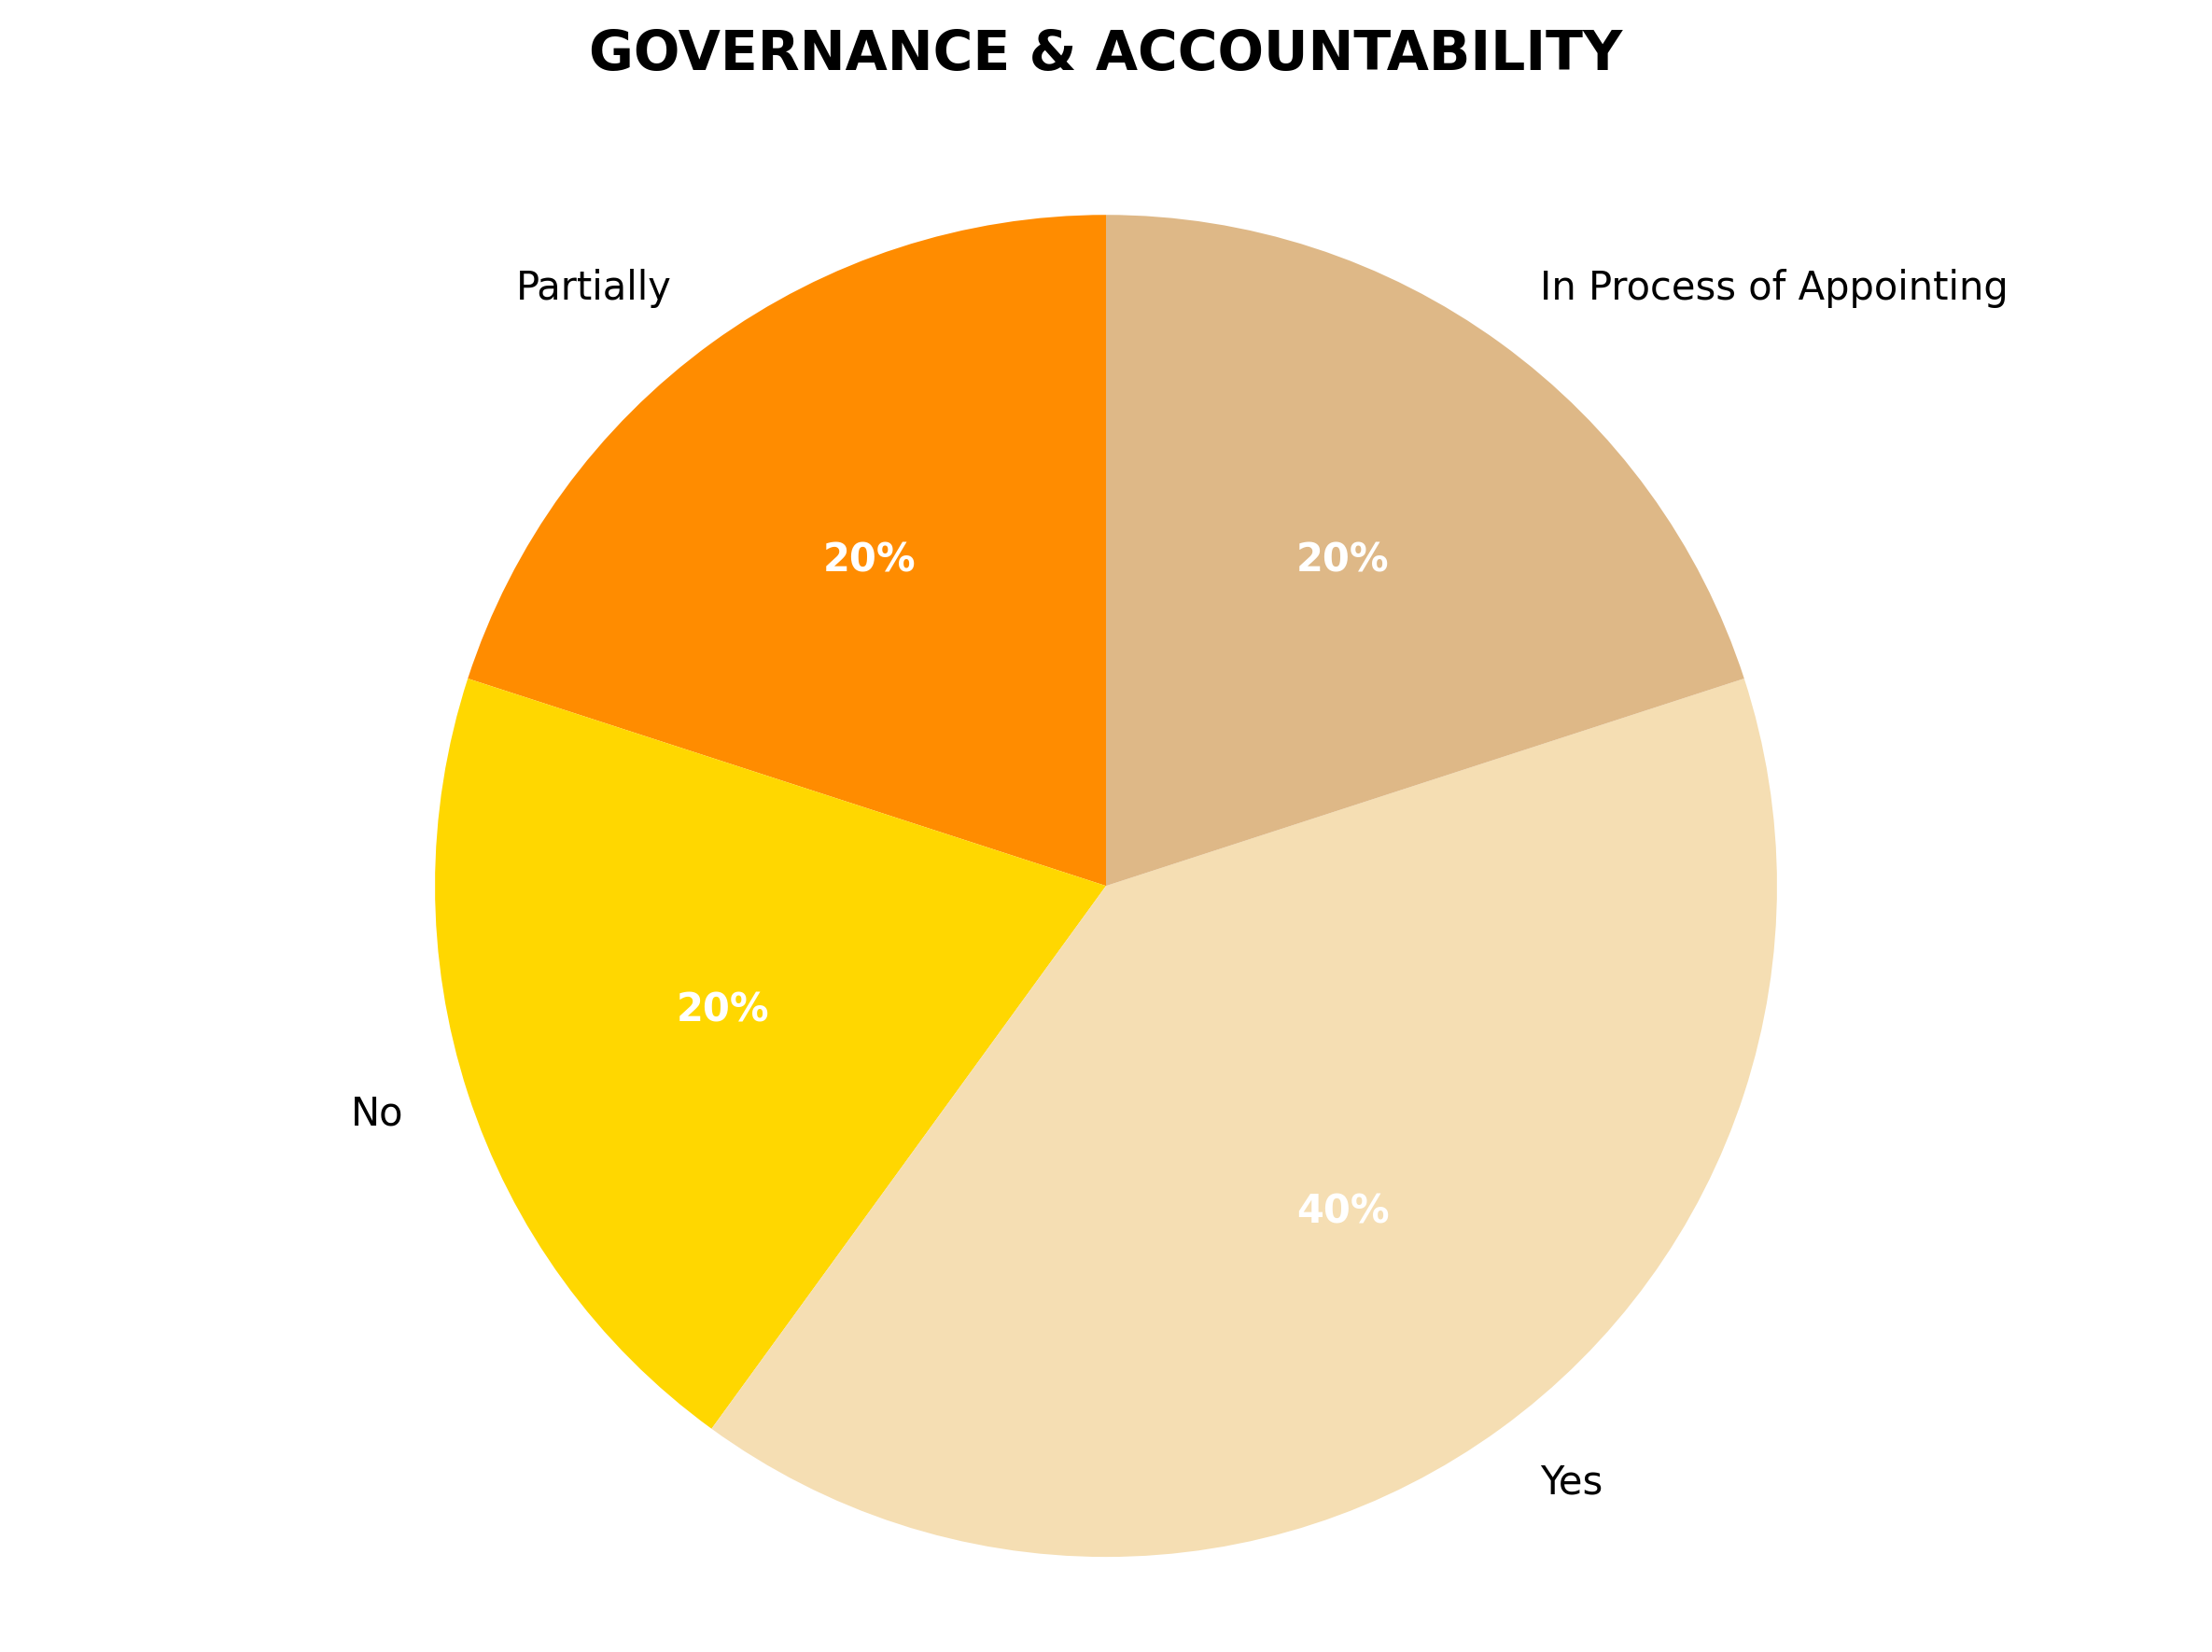 GOVERNANCE & ACCOUNTABILITY
Partially
In Process of Appointing
20%
20%
20%
No
40%
Yes